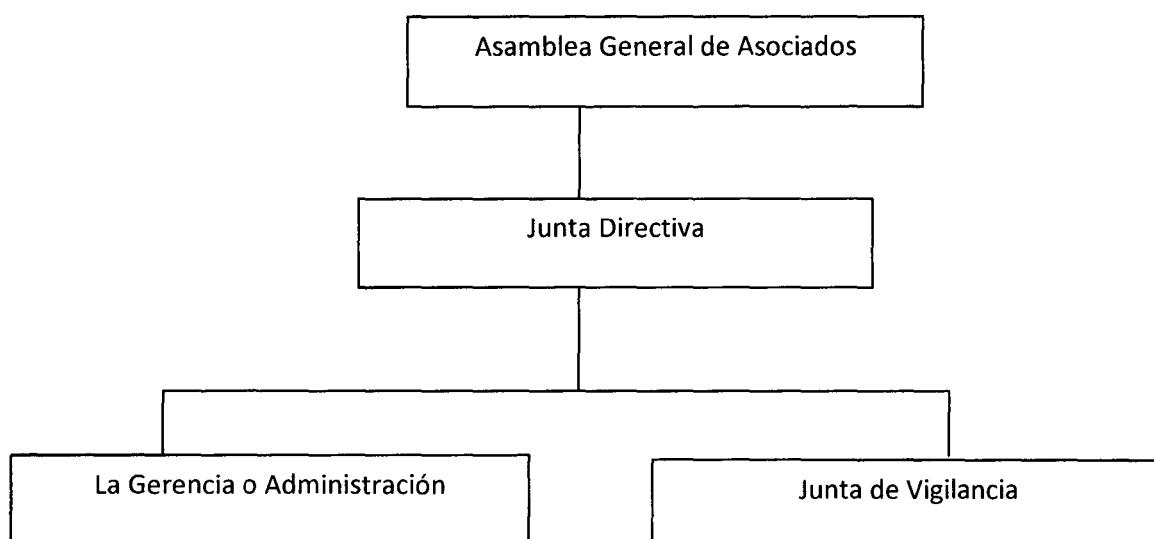 Asamblea General de Asociados
Junta Directiva
La Gerencia o Administración
Junta de Vigilancia